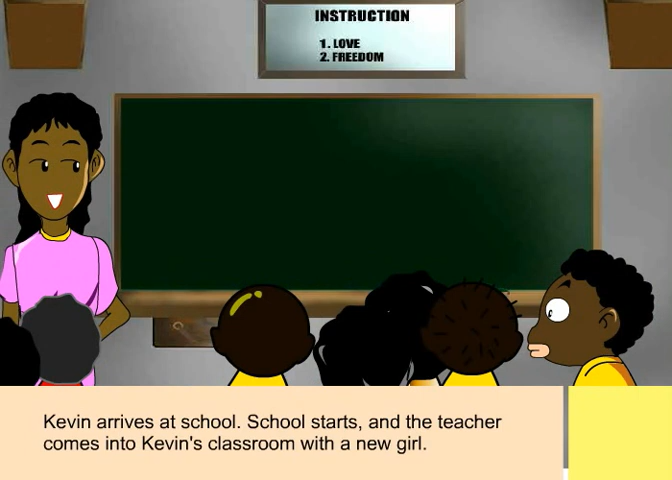 INSTRUCTION
1. LOVE
2. FREEDOM
Kevin arrives at school. School starts, and the teacher
comes into Kevin's classroom with a new girl.